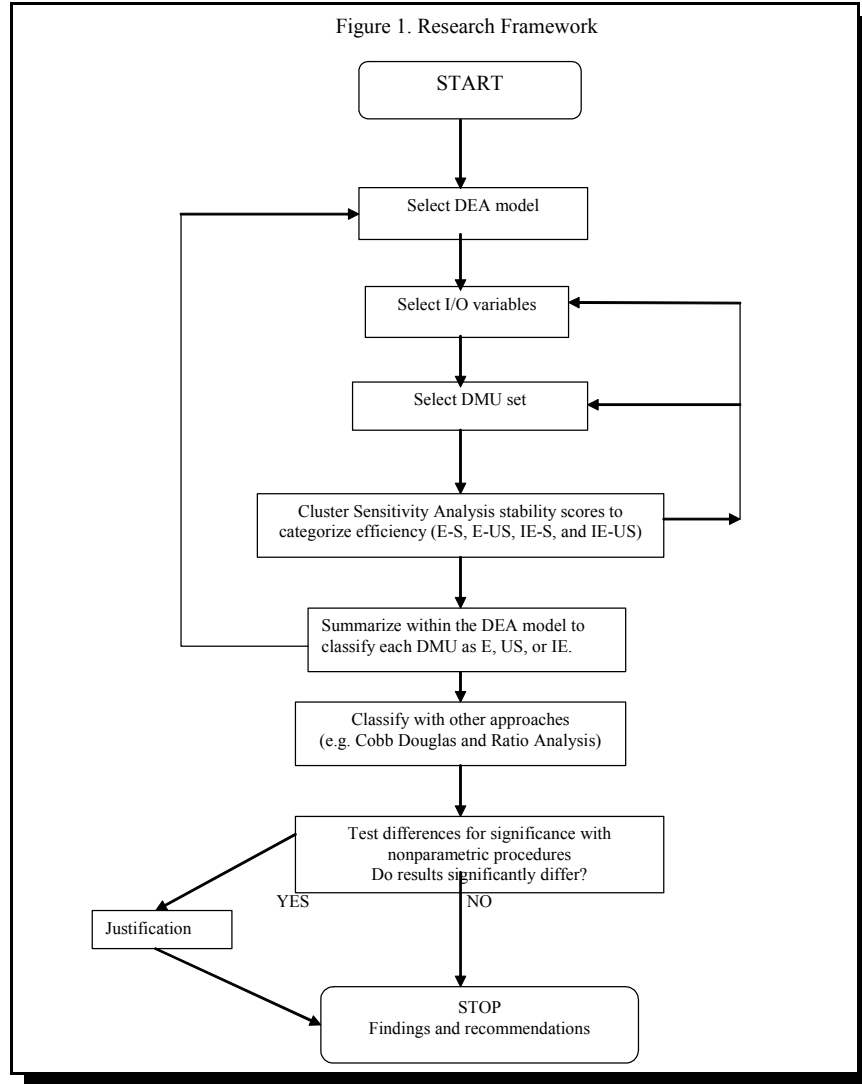 Figure 1. Research Framework
START
Select DEA model
Select I/O variables
Select DMU set
Cluster Sensitivity Analysis stability scores to
categorize efficiency (E-S, E-US, IE-S, and IE-US)
Summarize within the DEA model to
classify each DMU as E, US, or IE.
Classify with other approaches
(e.g. Cobb Douglas and Ratio Analysis)
Test differences for significance with
nonparametric procedures
Do results significantly differ?
YES
NO
Justification
STOP
Findings and recommendations